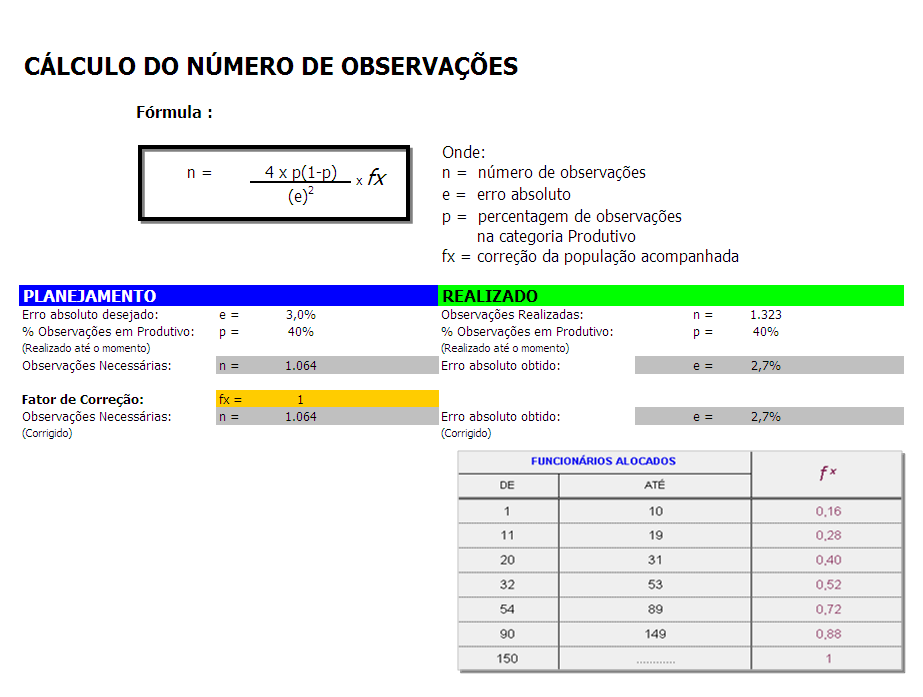 CÁLCULO DO NÚMERO DE OBSERVAÇÕES
Fórmula :
n = 4 x p(1-p) x fx
(e)2
Onde:
n = número de observações
e = erro absoluto
p = percentagem de observações
na categoria Produtivo
fx = correção da população acompanhada
PLANEJAMENTO
Erro absoluto desejado: e = 3,0%
% Observações em Produtivo: p = 40%
(Realizado até o momento)
Observações Necessárias: n = 1.064
Fator de Correção: fx = 1
Observações Necessárias: n = 1.064
(Corrigido)
REALIZADO
Observações Realizadas: n = 1.323
% Observações em Produtivo: p = 40%
(Realizado até o momento)
Erro absoluto obtido: e = 2,7%
Erro absoluto obtido: e = 2,7%
(Corrigido)
FUNCIONÁRIOS ALOCADOS fx
DE ATÉ
1 10 0,16
11 19 0,28
20 31 0,40
32 53 0,52
54 89 0,72
90 149 0,88
150 ............ 1